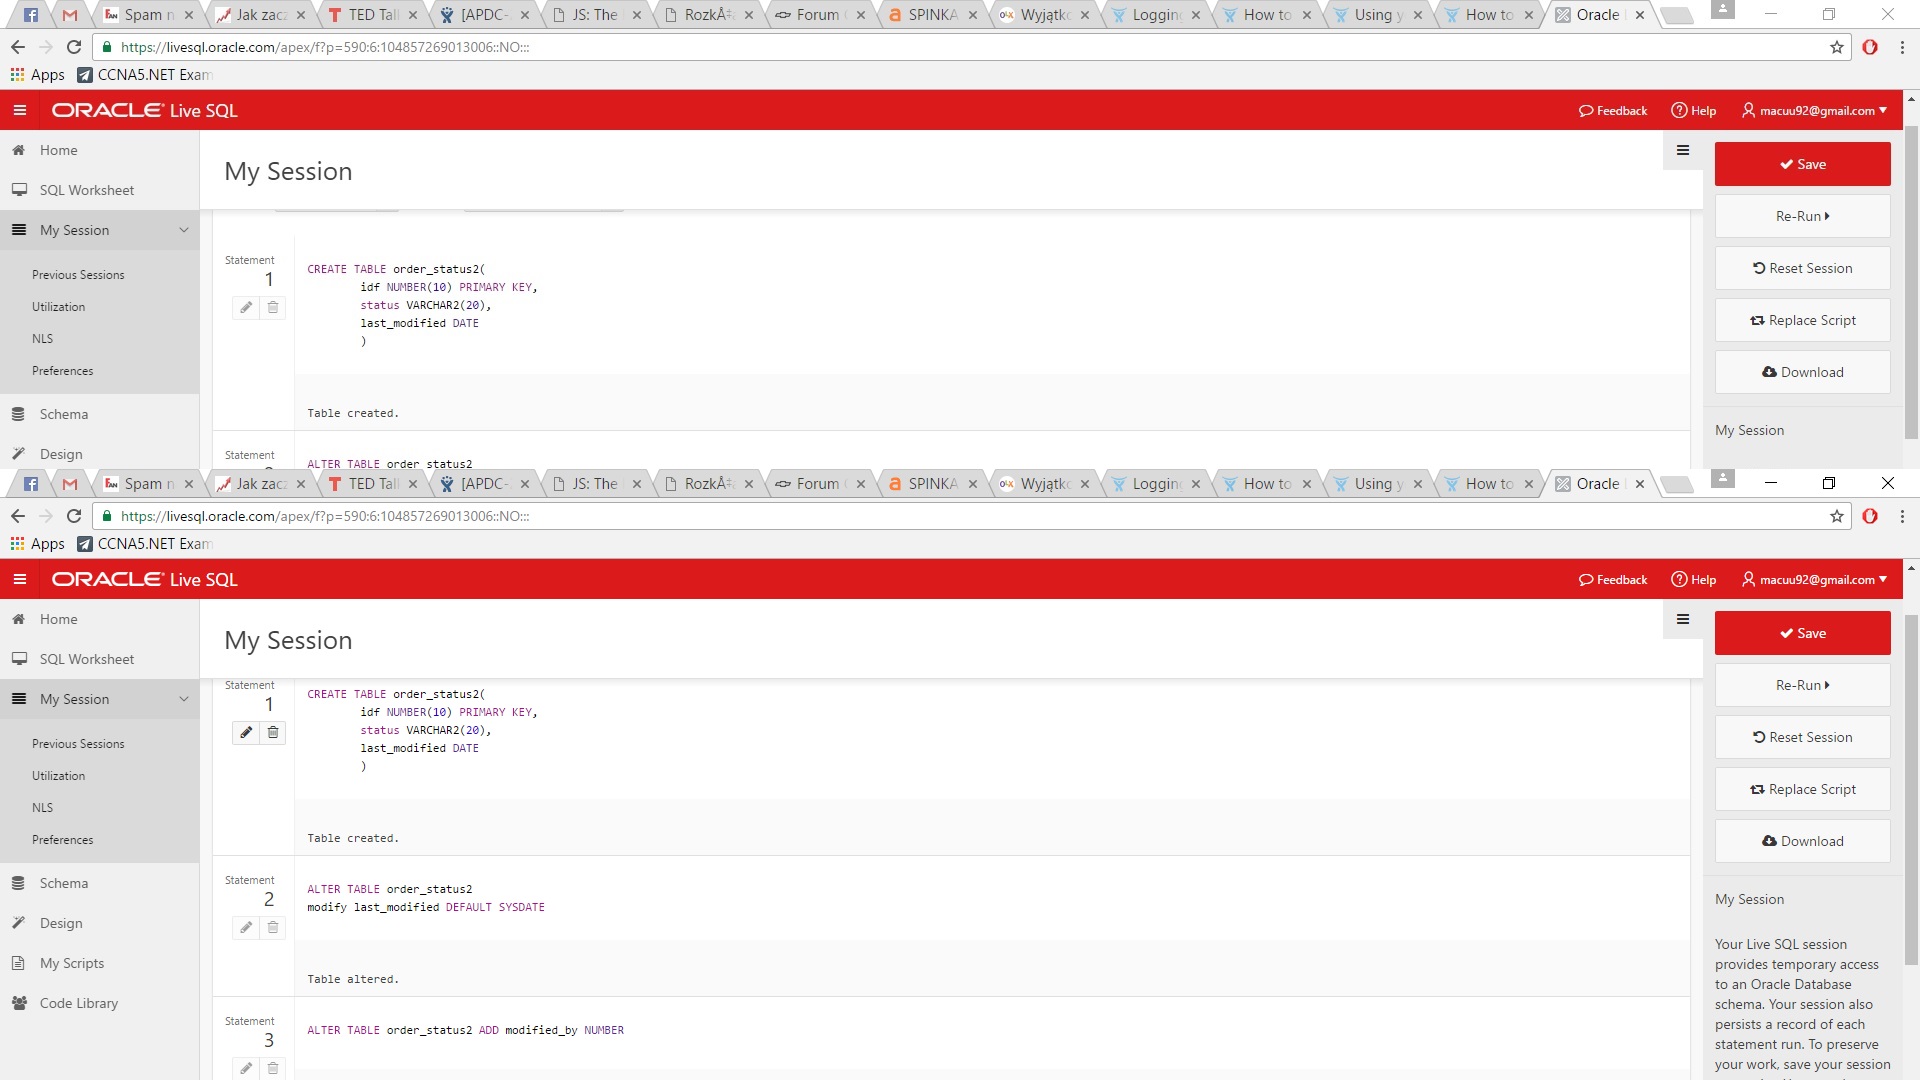 Spam n
Jak zacz
TED Tal
[APDC-
JS: The
RozkÅ‡
Forum
SPINKA
Wyjątk
Logging
How to
Using y
How to
Oracle
https://livesql.oracle.com/apex/f?p=590:6:104857269013006::NO:::
Apps
CCNA5.NET Exam
ORACLE Live SQL
Feedback
Help
macuu92@gmail.com
Home
SQL Worksheet
My Session
Previous Sessions
Utilization
NLS
Preferences
Schema
Design
My Session
Statement
1
CREATE TABLE order_status2(
idf NUMBER(10) PRIMARY KEY,
status VARCHAR2(20),
last_modified DATE
)
Table created.
Statement
ALTER TABLE order status2
Save
Re-Run
Reset Session
Replace Script
Download
My Session
Spam n
Jak zacz
TED Tal
[APDC-
JS: The
RozkÅ‡
Forum
SPINKA
Wyjątk
Logging
How to
Using y
How to
Oracle
https://livesql.oracle.com/apex/f?p=590:6:104857269013006::NO:::
Apps
CCNA5.NET Exam
ORACLE Live SQL
Feedback
Help
macuu92@gmail.com
Home
SQL Worksheet
My Session
Previous Sessions
Utilization
NLS
Preferences
Schema
Design
My Scripts
Code Library
My Session
Statement
1
CREATE TABLE order_status2(
idf NUMBER(10) PRIMARY KEY,
status VARCHAR2(20),
last_modified DATE
)
Table created.
Statement
2
ALTER TABLE order_status2
modify last_modified DEFAULT SYSDATE
Table altered.
Statement
3
ALTER TABLE order_status2 ADD modified_by NUMBER
Save
Re-Run
Reset Session
Replace Script
Download
My Session
Your Live SQL session
provides temporary access
to an Oracle Database
schema. Your session also
persists a record of each
statement run. To preserve
your work, save your session